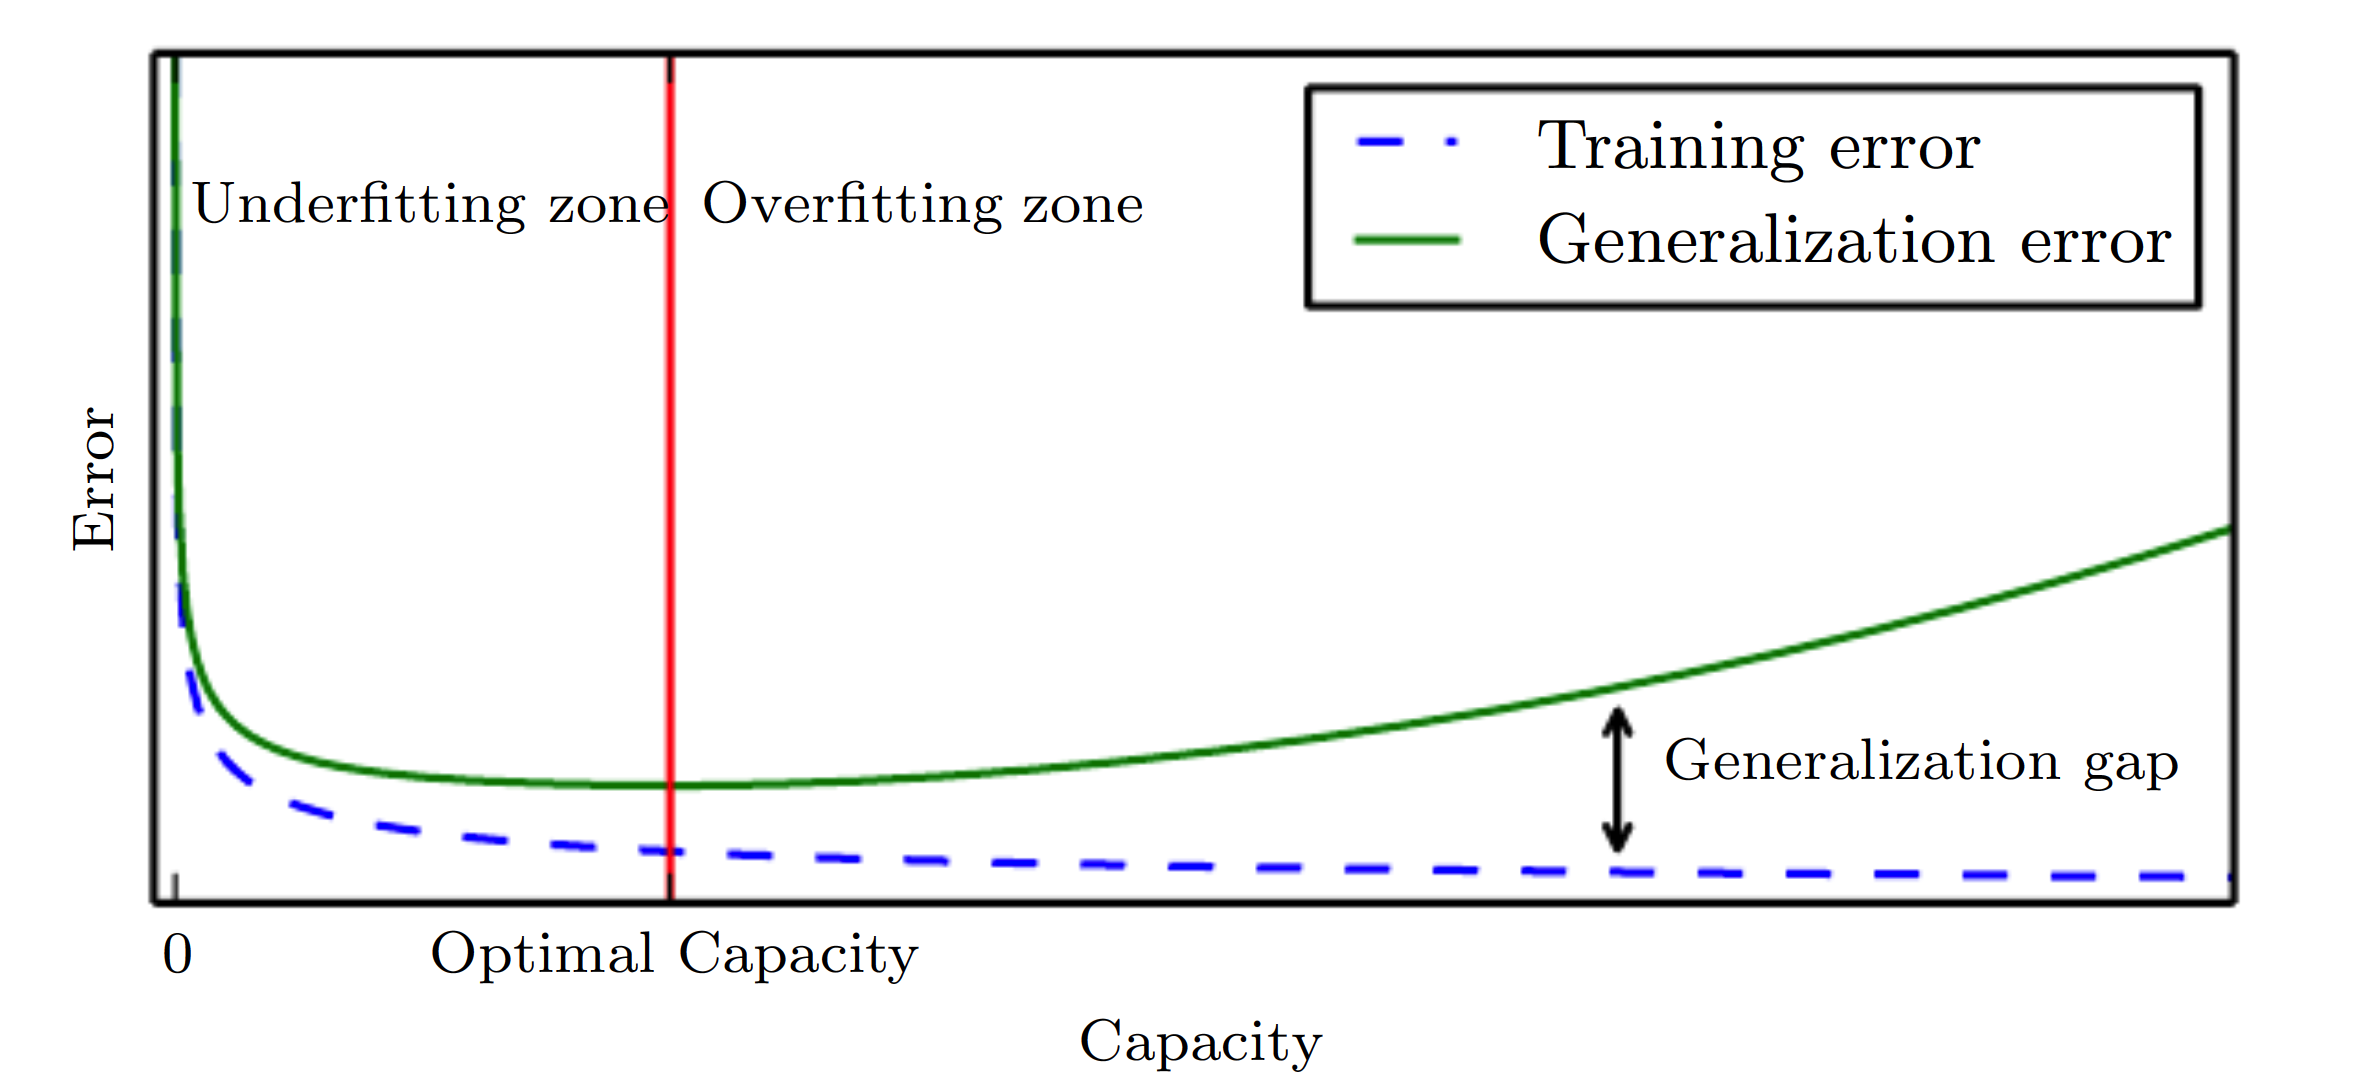 Training error
Underfitting zone
Overfitting zone
Generalization error
Error
Generalization gap
0
Optimal Capacity
Capacity